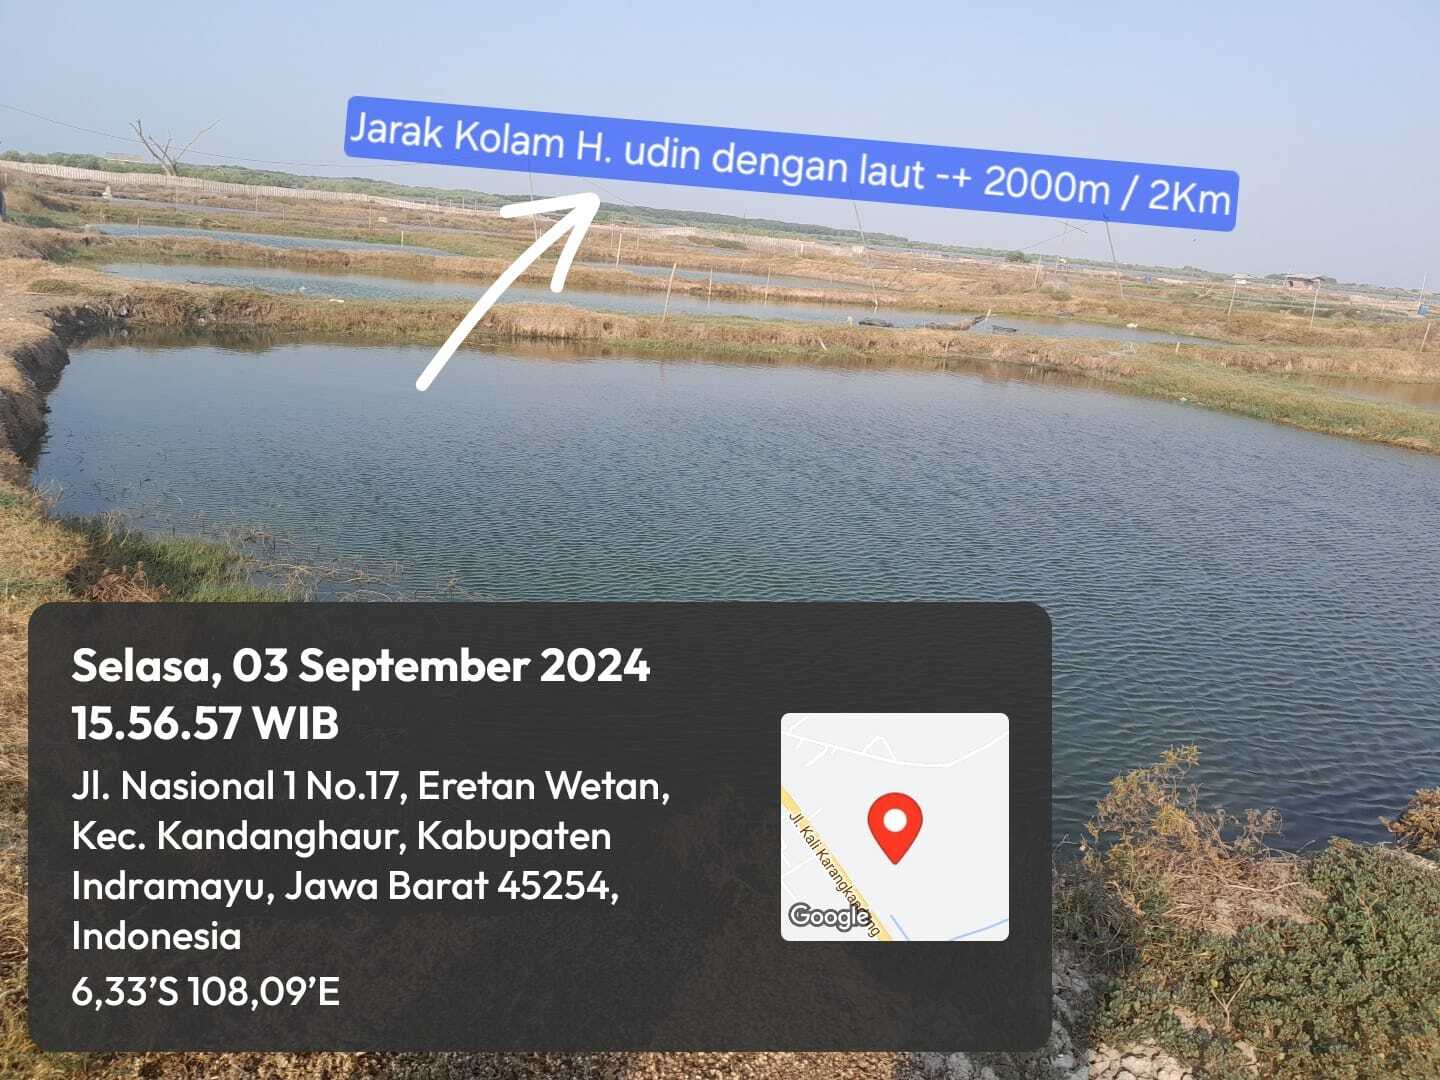 Jarak Kolam H. udin dengan laut -+ 2000m / 2Km
Selasa, 03 September 2024
15.56.57 WIB
Jl. Nasional 1 No.17, Eretan Wetan,
Kec. Kandanghaur, Kabupaten
Indramayu, Jawa Barat 45254,
Indonesia
6,33’S 108,09’E
Jl. Kali Karangkandang
Google